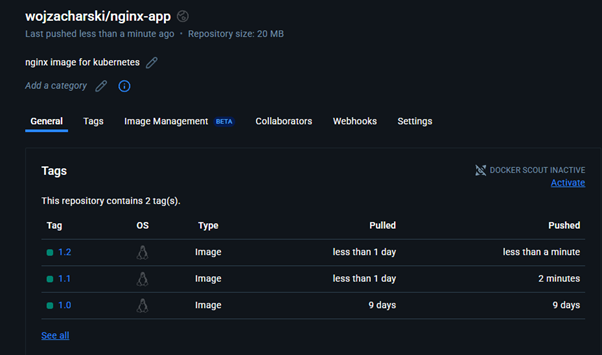 wojzacharski/nginx-app
Last pushed less than a minute ago · Repository size: 20 MB
nginx image for kubernetes
Add a category
General Tags Image Management BETA Collaborators Webhooks Settings
Tags
DOCKER SCOUT INACTIVE
Activate
This repository contains 2 tag(s).
Tag OS Type Pulled Pushed
1.2 Image less than 1 day less than a minute
1.1 Image less than 1 day 2 minutes
1.0 Image 9 days 9 days
See all